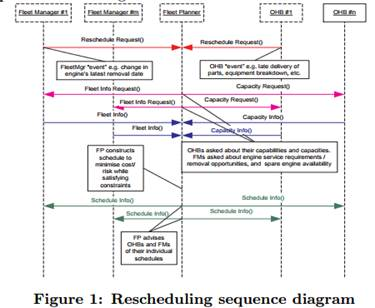 Fleet Manager #1 Fleet Manager #n Fleet Planner OHB #1 OHB #n
Reschedule Request()
Reschedule Request()
FleetMgr "event" e.g. change in
engine's latest removal date
OHB "event" e.g. late delivery of
parts, equipment breakdown, etc.
Fleet Info Request() Capacity Request()
Fleet Info Request() Capacity Request()
Fleet Info() Capacity Info()
Fleet Info() Capacity Info()
FP constructs
schedule to
minimise cost/
risk while
satisfying
constraints
OHBs asked about their capabilities and capacities.
FMs asked about engine service requirements /
removal opportunities, and spare engine availability
Schedule Info() Schedule Info()
Schedule Info() Schedule Info()
FP advises
OHBs and FMs
of their individual
schedules
Figure 1: Rescheduling sequence diagram